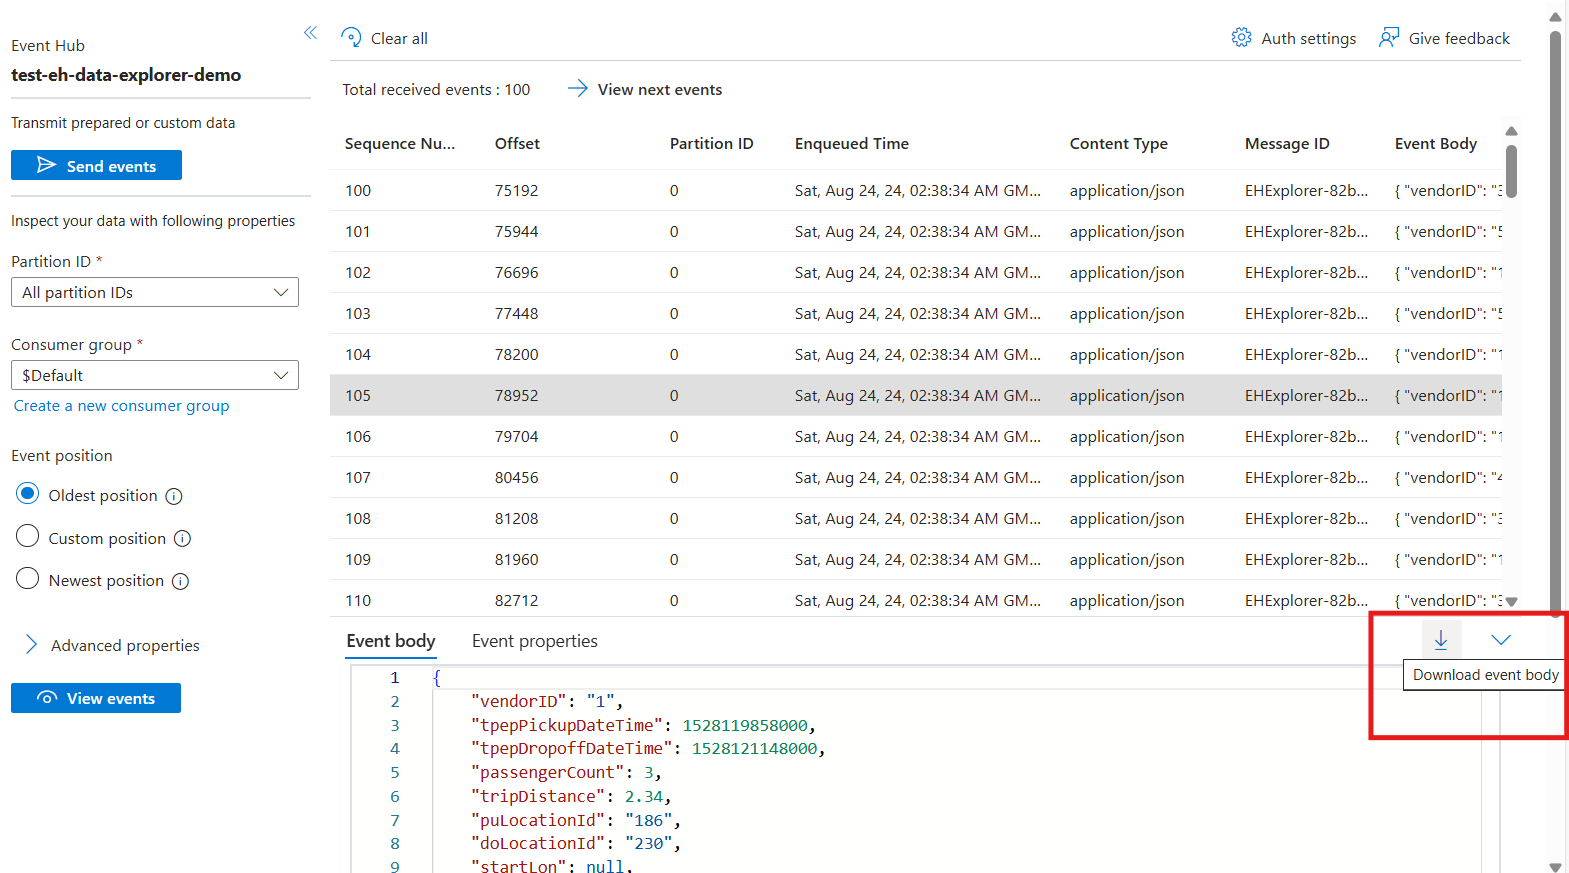 Event Hub
test-eh-data-explorer-demo
Transmit prepared or custom data
Send events
Inspect your data with following properties
Partition ID *
All partition IDs
Consumer group *
$Default
Create a new consumer group
Event position
Oldest position
Custom position
Newest position
Advanced properties
View events
Clear all
Auth settings
Give feedback
Total received events : 100
View next events
Sequence Nu... Offset Partition ID Enqueued Time Content Type Message ID Event Body
100 75192 0 Sat, Aug 24, 24, 02:38:34 AM GM... application/json EHExplorer-82b... { "vendorID": "3
101 75944 0 Sat, Aug 24, 24, 02:38:34 AM GM... application/json EHExplorer-82b... { "vendorID": "5
102 76696 0 Sat, Aug 24, 24, 02:38:34 AM GM... application/json EHExplorer-82b... { "vendorID": "1
103 77448 0 Sat, Aug 24, 24, 02:38:34 AM GM... application/json EHExplorer-82b... { "vendorID": "5
104 78200 0 Sat, Aug 24, 24, 02:38:34 AM GM... application/json EHExplorer-82b... { "vendorID": "1
105 78952 0 Sat, Aug 24, 24, 02:38:34 AM GM... application/json EHExplorer-82b... { "vendorID": "1
106 79704 0 Sat, Aug 24, 24, 02:38:34 AM GM... application/json EHExplorer-82b... { "vendorID": "1
107 80456 0 Sat, Aug 24, 24, 02:38:34 AM GM... application/json EHExplorer-82b... { "vendorID": "4
108 81208 0 Sat, Aug 24, 24, 02:38:34 AM GM... application/json EHExplorer-82b... { "vendorID": "3
109 81960 0 Sat, Aug 24, 24, 02:38:34 AM GM... application/json EHExplorer-82b... { "vendorID": "1
110 82712 0 Sat, Aug 24, 24, 02:38:34 AM GM... application/json EHExplorer-82b... { "vendorID": "3
Event body Event properties
Download event body
1 {
2 "vendorID": "1",
3 "tpepPickupDateTime": 1528119858000,
4 "tpepDropoffDateTime": 1528121148000,
5 "passengerCount": 3,
6 "tripDistance": 2.34,
7 "puLocationId": "186",
8 "doLocationId": "230",
9 "startLon": null,